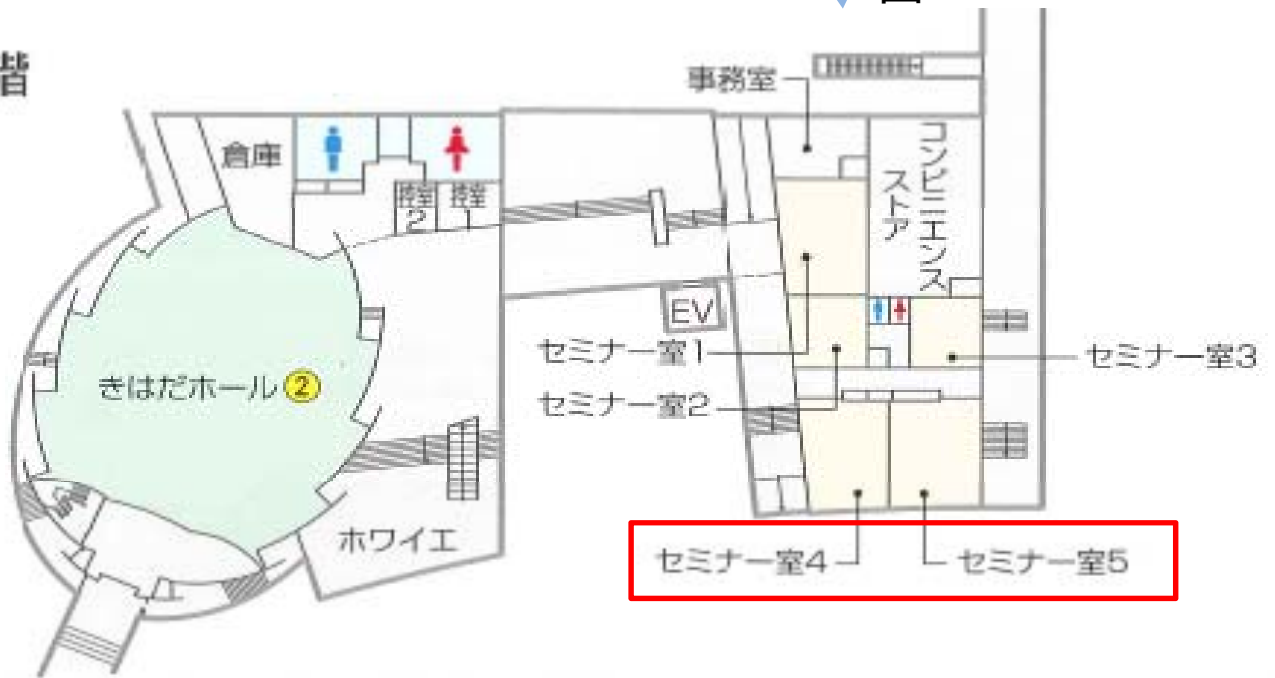 階
事務室
倉庫
控室
2
控室
1
コンビニエンス
ストア
EV
セミナー室1
セミナー室3
きはだホール②
セミナー室2
ホワイエ
セミナー室4
セミナー室5